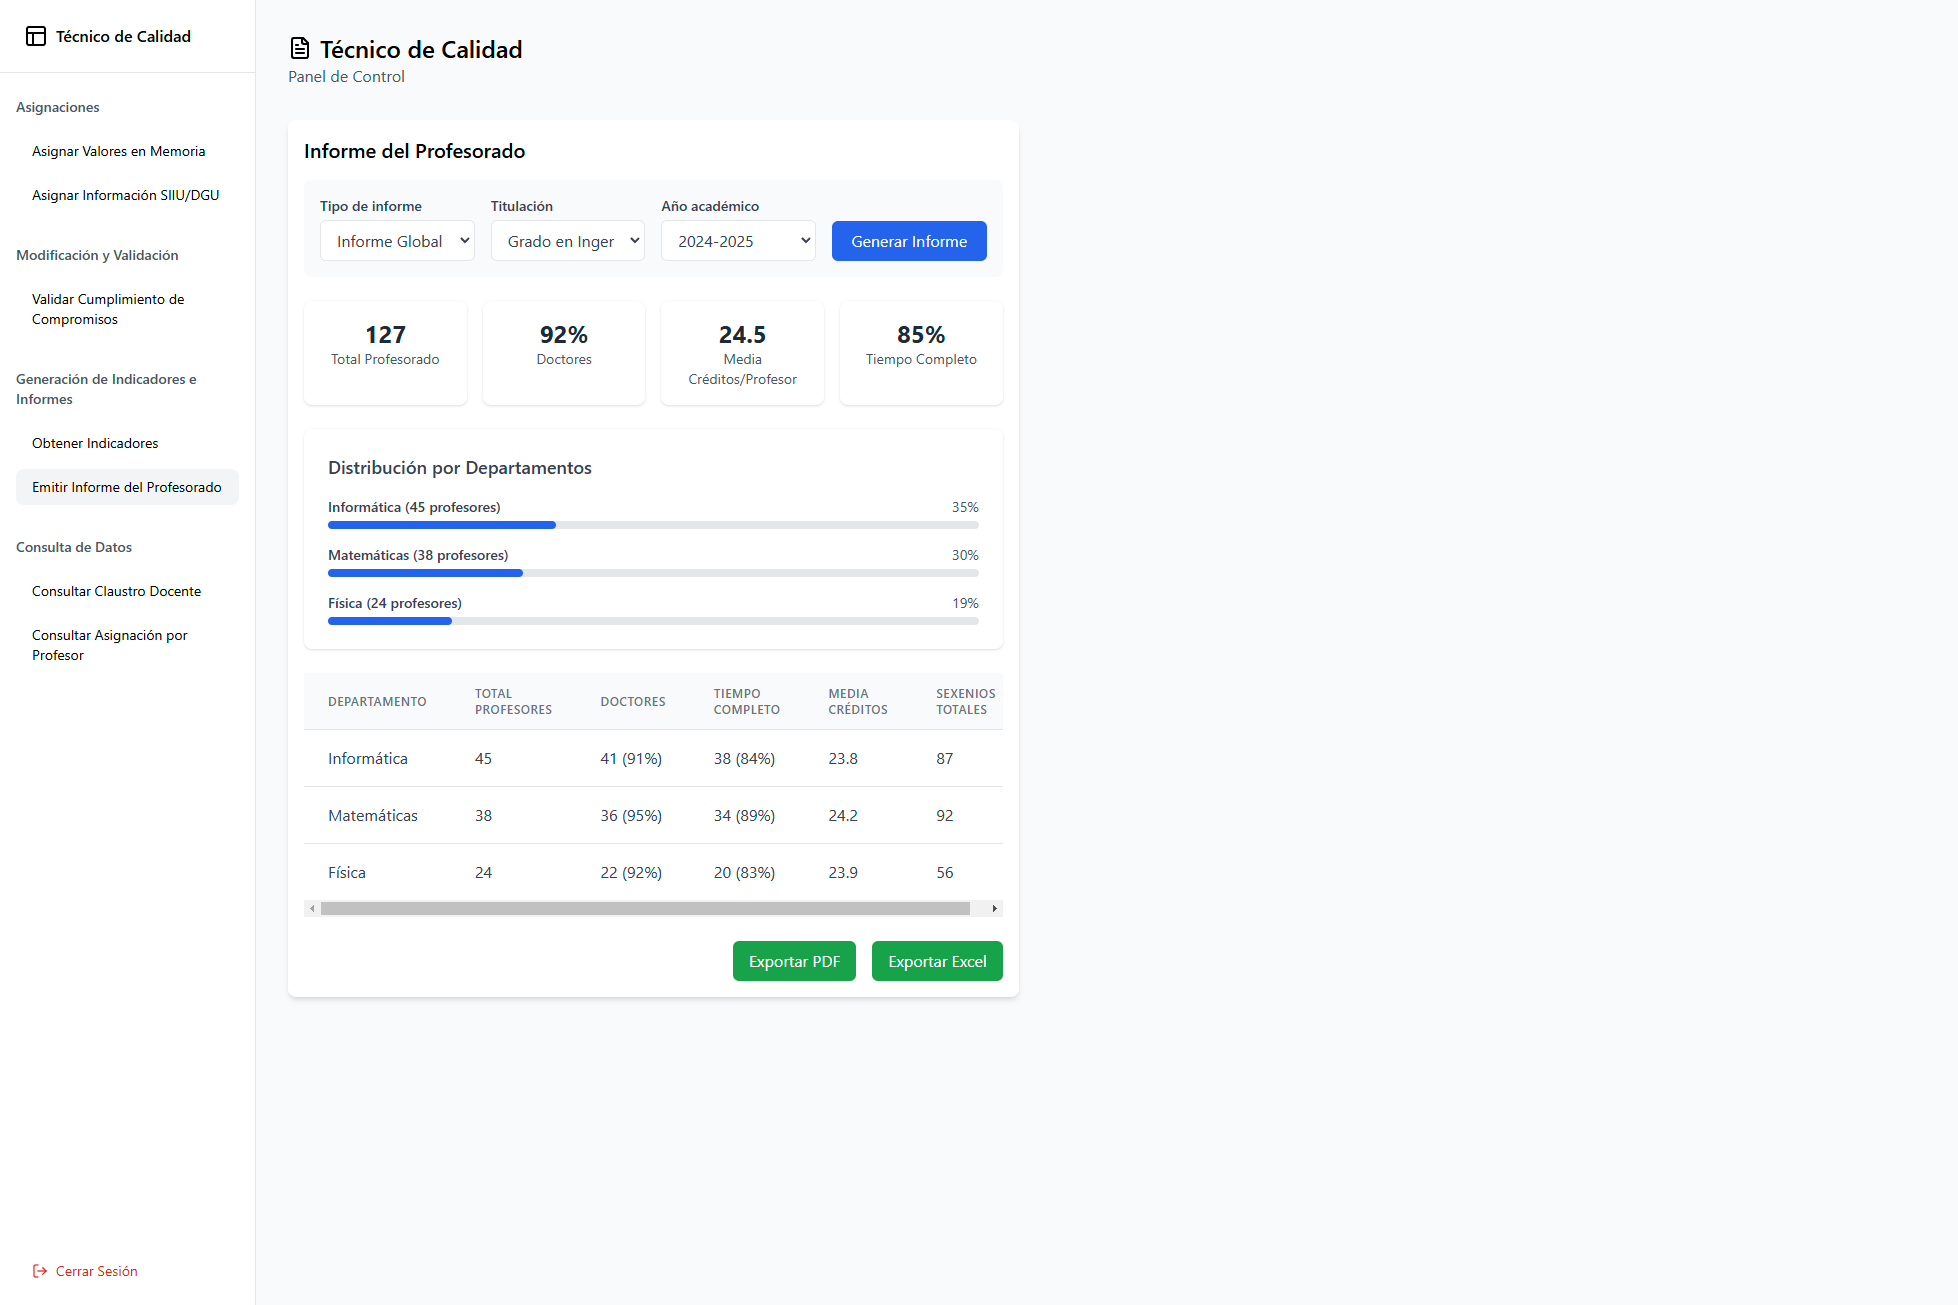 Técnico de Calidad
Asignaciones
Asignar Valores en Memoria
Asignar Información SIIU/DGU
Modificación y Validación
Validar Cumplimiento de
Compromisos
Generación de Indicadores e
Informes
Obtener Indicadores
Emitir Informe del Profesorado
Consulta de Datos
Consultar Claustro Docente
Consultar Asignación por
Profesor
Cerrar Sesión
Técnico de Calidad
Panel de Control
Informe del Profesorado
Tipo de informe Titulación Año académico
Informe Global Grado en Inger 2024-2025 Generar Informe
127 92% 24.5 85%
Total Profesorado Doctores Media Tiempo Completo
Créditos/Profesor
Distribución por Departamentos
Informática (45 profesores) 35%
Matemáticas (38 profesores) 30%
Física (24 profesores) 19%
DEPARTAMENTO TOTAL PROFESORES DOCTORES TIEMPO COMPLETO MEDIA CRÉDITOS SEXENIOS TOTALES
Informática 45 41 (91%) 38 (84%) 23.8 87
Matemáticas 38 36 (95%) 34 (89%) 24.2 92
Física 24 22 (92%) 20 (83%) 23.9 56
Exportar PDF Exportar Excel